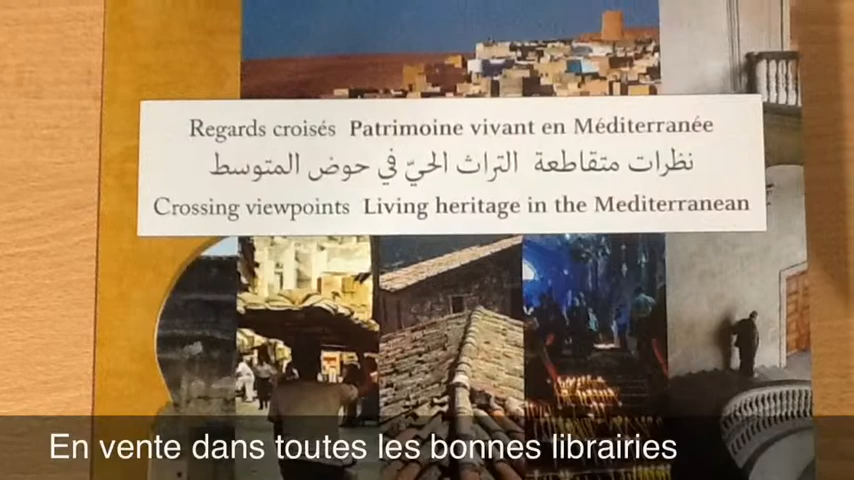 Regards croisés Patrimoine vivant en Méditerranée
نظرات متقاطعة التراث الحيّ في حوض المتوسط
Crossing viewpoints Living heritage in the Mediterranean
En vente dans toutes les bonnes librairies